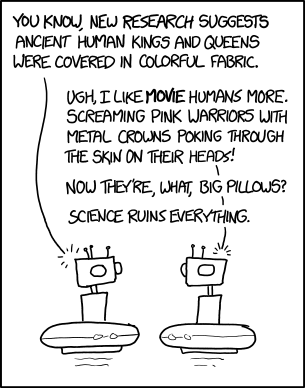 YOU KNOW, NEW RESEARCH SUGGESTS
ANCIENT HUMAN KINGS AND QUEENS
WERE COVERED IN COLORFUL FABRIC.
UGH, I LIKE MOVIE HUMANS MORE.
SCREAMING PINK WARRIORS WITH
METAL CROWNS POKING THROUGH
THE SKIN ON THEIR HEADS!
NOW THEY'RE, WHAT, BIG PILLOWS?
SCIENCE RUINS EVERYTHING.